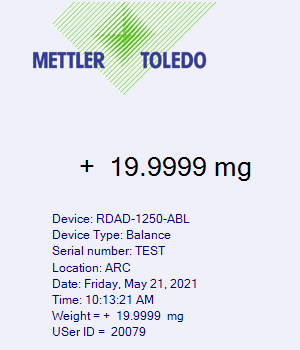 METTLER TOLEDO
+ 19.9999 mg
Device: RDAD-1250-ABL
Device Type: Balance
Serial number: TEST
Location: ARC
Date: Friday, May 21, 2021
Time: 10:13:21 AM
Weight = + 19.9999 mg
USer ID = 20079